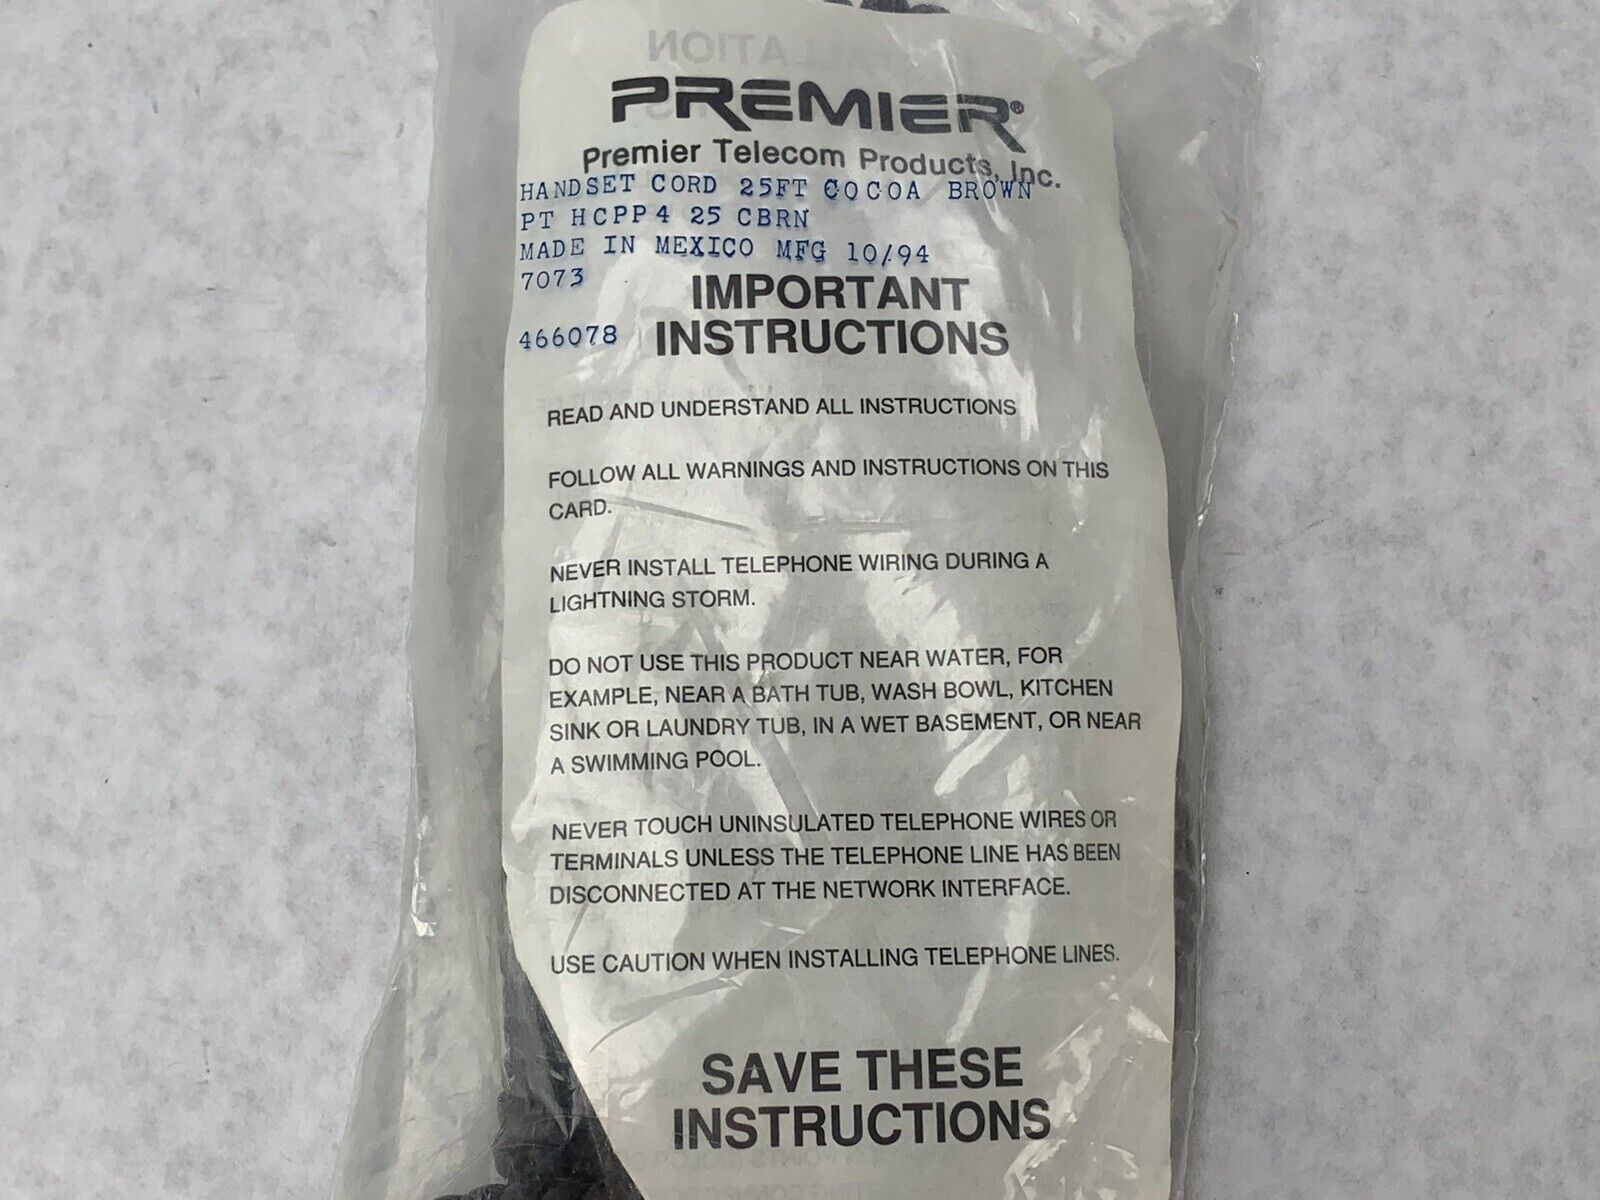 PREMIER®
Premier Telecom Products, Inc.
HANDSET CORD 25FT COCOA BROWN
PT HCPP4 25 CBRN
MADE IN MEXICO MFG 10/94
7073
466078
IMPORTANT
INSTRUCTIONS
READ AND UNDERSTAND ALL INSTRUCTIONS
FOLLOW ALL WARNINGS AND INSTRUCTIONS ON THIS
CARD.
NEVER INSTALL TELEPHONE WIRING DURING A
LIGHTNING STORM.
DO NOT USE THIS PRODUCT NEAR WATER, FOR
EXAMPLE, NEAR A BATH TUB, WASH BOWL, KITCHEN
SINK OR LAUNDRY TUB, IN A WET BASEMENT, OR NEAR
A SWIMMING POOL.
NEVER TOUCH UNINSULATED TELEPHONE WIRES OR
TERMINALS UNLESS THE TELEPHONE LINE HAS BEEN
DISCONNECTED AT THE NETWORK INTERFACE.
USE CAUTION WHEN INSTALLING TELEPHONE LINES.
SAVE THESE
INSTRUCTIONS